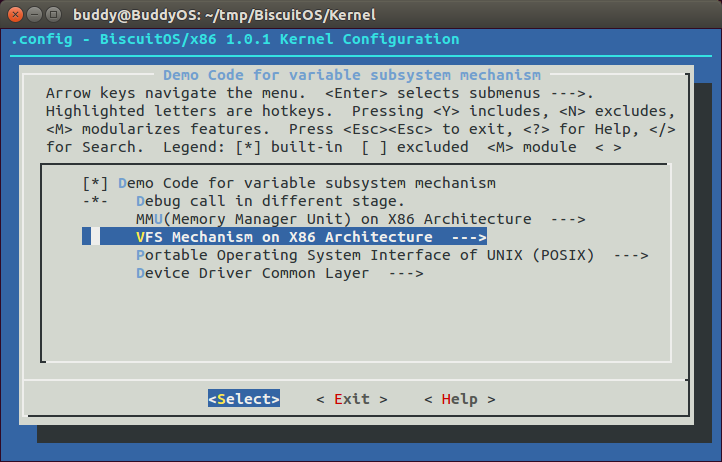 buddy@BuddyOS: ~/tmp/BiscuitOS/Kernel
.config - BiscuitOS/x86 1.0.1 Kernel Configuration
Demo Code for variable subsystem mechanism
Arrow keys navigate the menu.  <Enter> selects submenus --->.
Highlighted letters are hotkeys.  Pressing <Y> includes, <N> excludes,
<M> modularizes features.  Press <Esc><Esc> to exit, <?> for Help, </>
for Search.  Legend: [*] built-in  [ ] excluded  <M> module  < >
[*] Demo Code for variable subsystem mechanism
-*-   Debug call in different stage.
MMU(Memory Manager Unit) on X86 Architecture  --->
VFS Mechanism on X86 Architecture  --->
Portable Operating System Interface of UNIX (POSIX)  --->
Device Driver Common Layer  --->
<Select>    < Exit >    < Help >